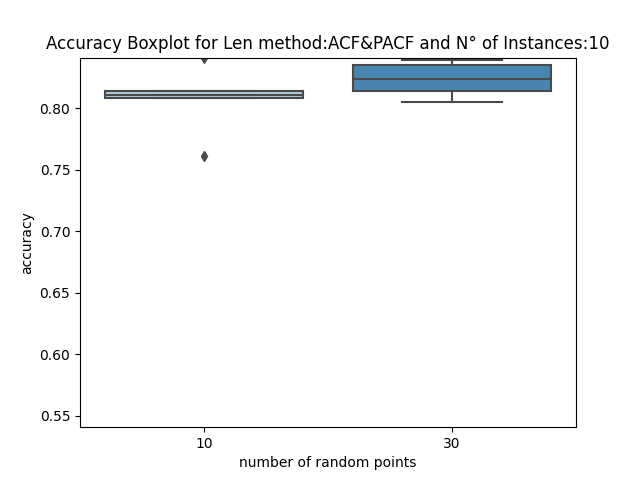 Accuracy Boxplot for Len method:ACF&PACF and N° of Instances:10
0.80
0.75
0.70
0.65
0.60
0.55
accuracy
10 30
number of random points